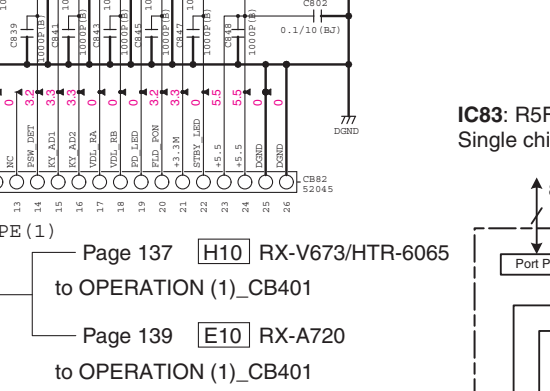 C802
0.1/10(BJ)
C839
1000P(B)
C841
1000P(B)
C843
1000P(B)
C845
1000P(B)
C847
1000P(B)
C848
1000P(B)
DGND
0 3.2 3.3 3.3 0 0 0 3.2 3.3 0 5.5 5.5 0 0
NC
PSW_DET
KY_AD1
KY_AD2
VDL_RA
VDL_RB
PD_LED
FLD_PON
+3.3M
STBY_LED
+5.5
+5.5
DGND
DGND
CB82
52045
13 14 15 16 17 18 19 20 21 22 23 24 25 26
PE(1)
Page 137 H10 RX-V673/HTR-6065
to OPERATION (1)_CB401
Page 139 E10 RX-A720
to OPERATION (1)_CB401
IC83: R5F
Single chi
Port P